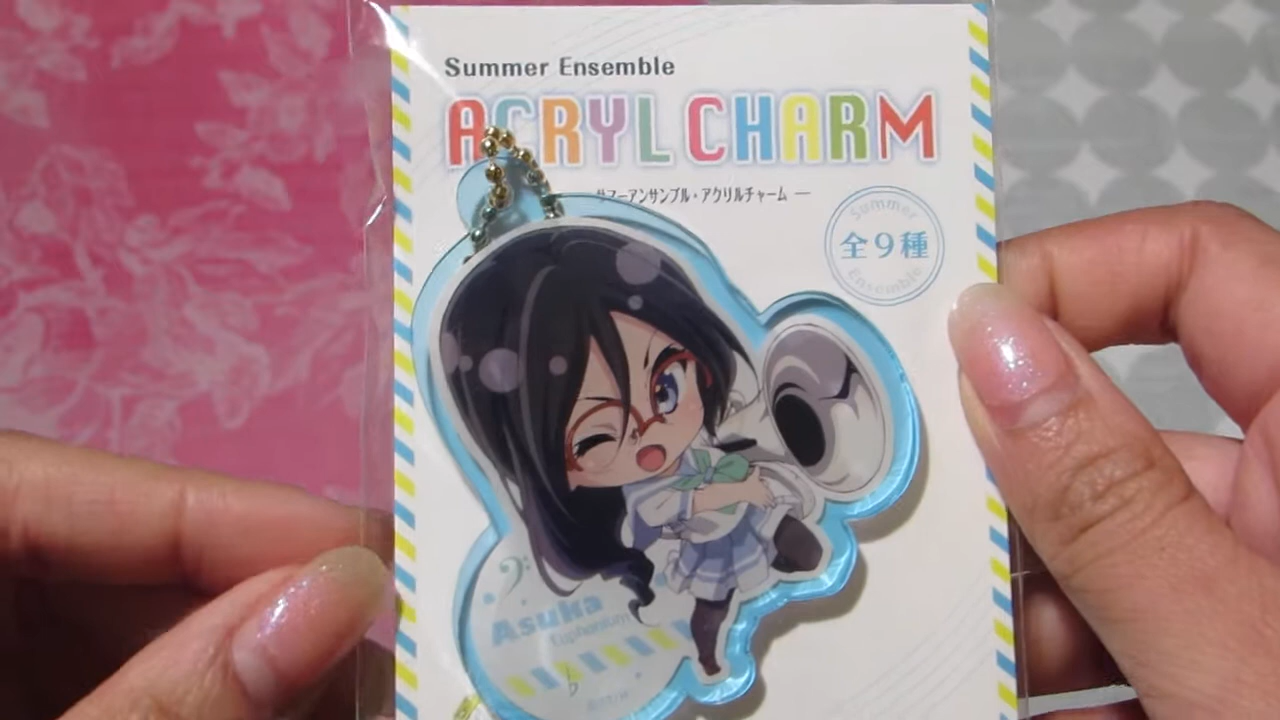 Summer Ensemble
ACRYL CHARM
サマーアンサンブル・アクリルチャーム —
Summer
全9種
Ensemble
Asuka
Euphonium